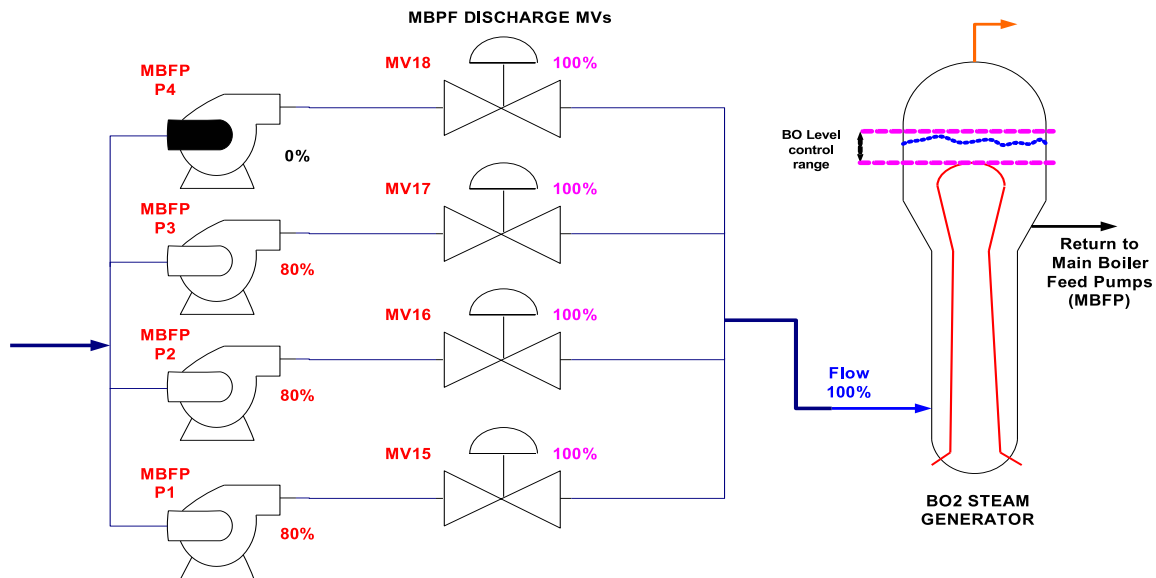 MBPF DISCHARGE MVs
MBFP
P4
0%
MV18
100%
MBFP
P3
80%
MV17
100%
MBFP
P2
80%
MV16
100%
MBFP
P1
80%
MV15
100%
Flow
100%
BO Level
control
range
Return to
Main Boiler
Feed Pumps
(MBFP)
BO2 STEAM
GENERATOR